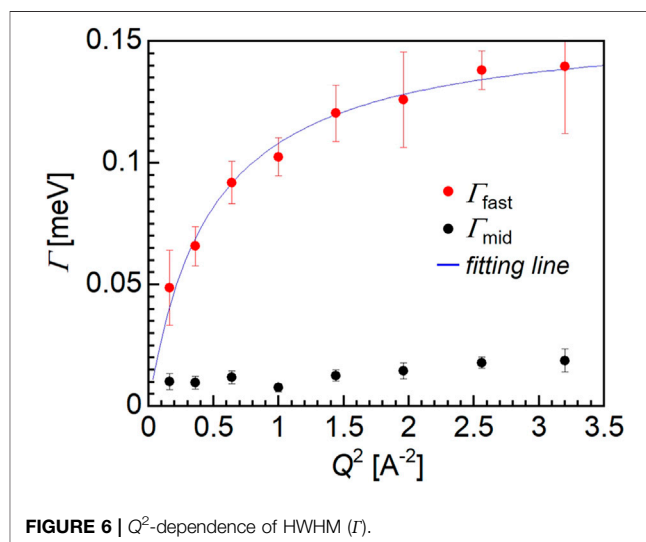 0.15
0.1
0.05
0
Γ [meV]
Γfast
Γmid
fitting line
0 0.5 1 1.5 2 2.5 3 3.5
Q² [A⁻²]
FIGURE 6 | Q²-dependence of HWHM (Γ).